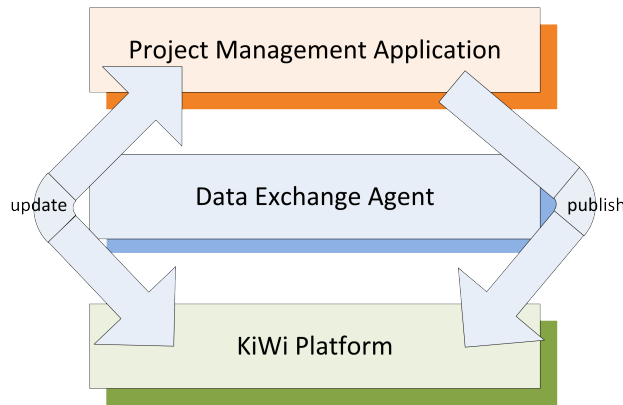 Project Management Application
Data Exchange Agent
update
publish
KiWi Platform